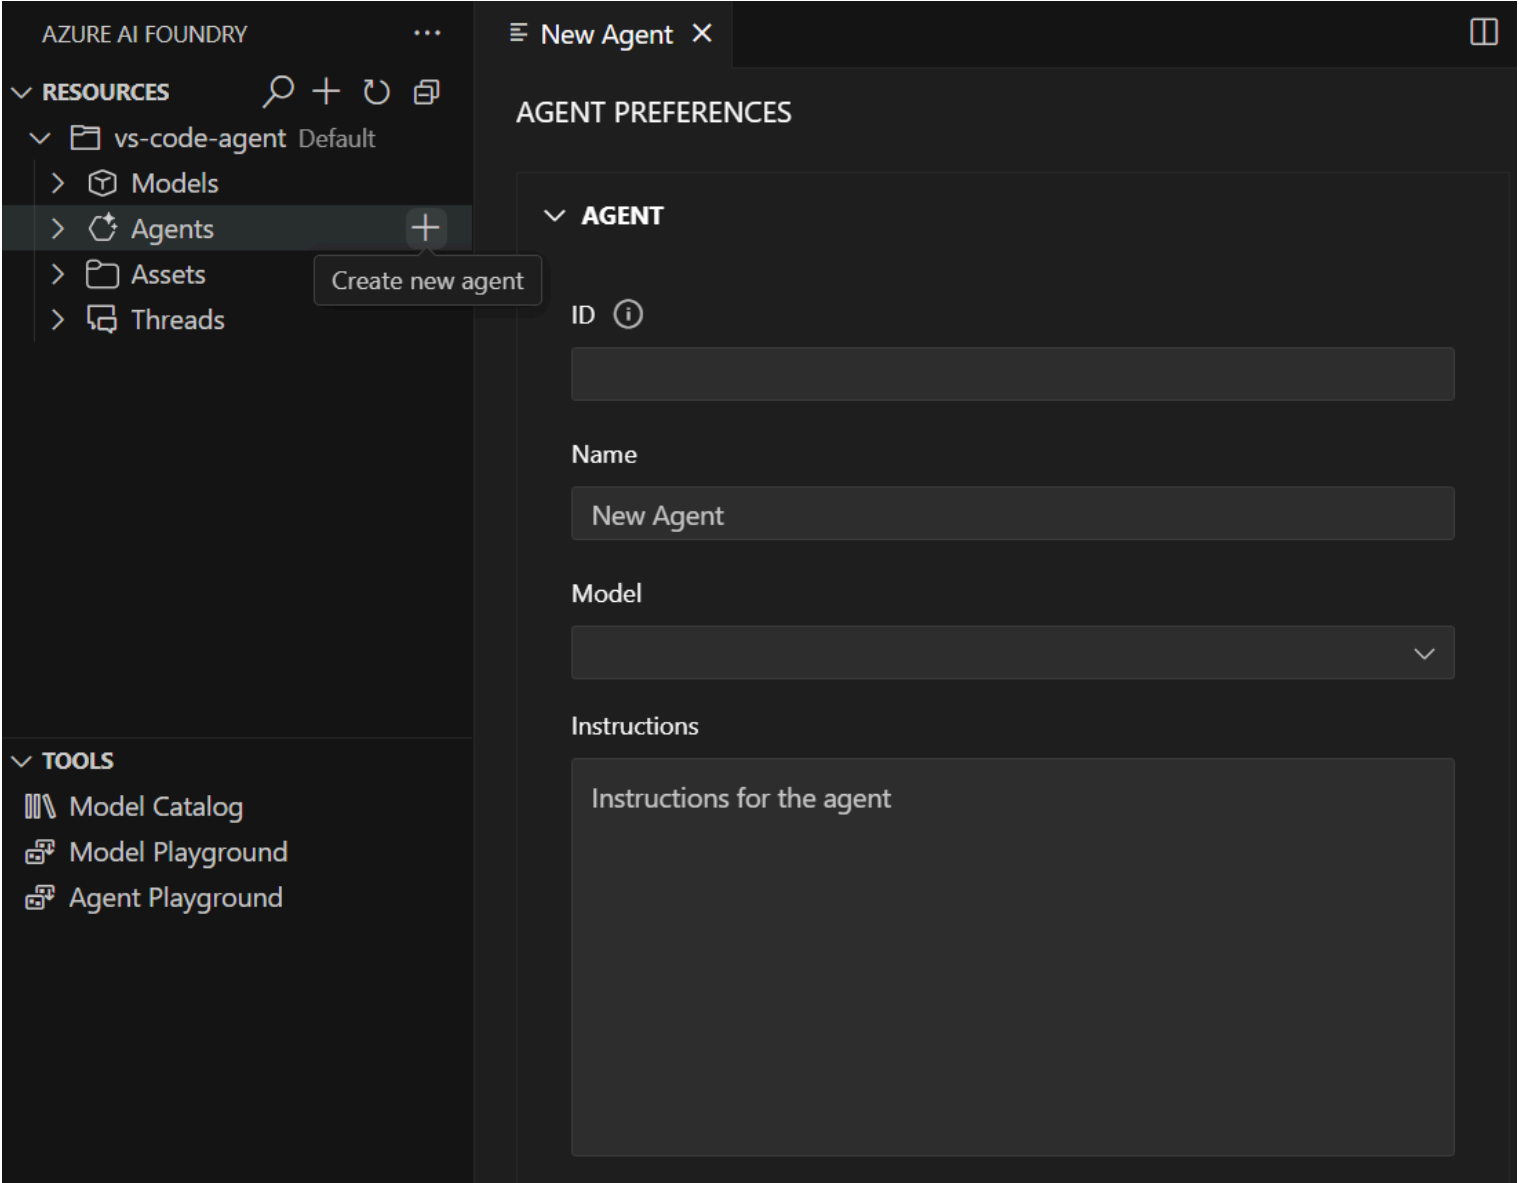 AZURE AI FOUNDRY
RESOURCES
vs-code-agent Default
Models
Agents
Create new agent
Assets
Threads
TOOLS
Model Catalog
Model Playground
Agent Playground
New Agent
AGENT PREFERENCES
AGENT
ID
Name
New Agent
Model
Instructions
Instructions for the agent